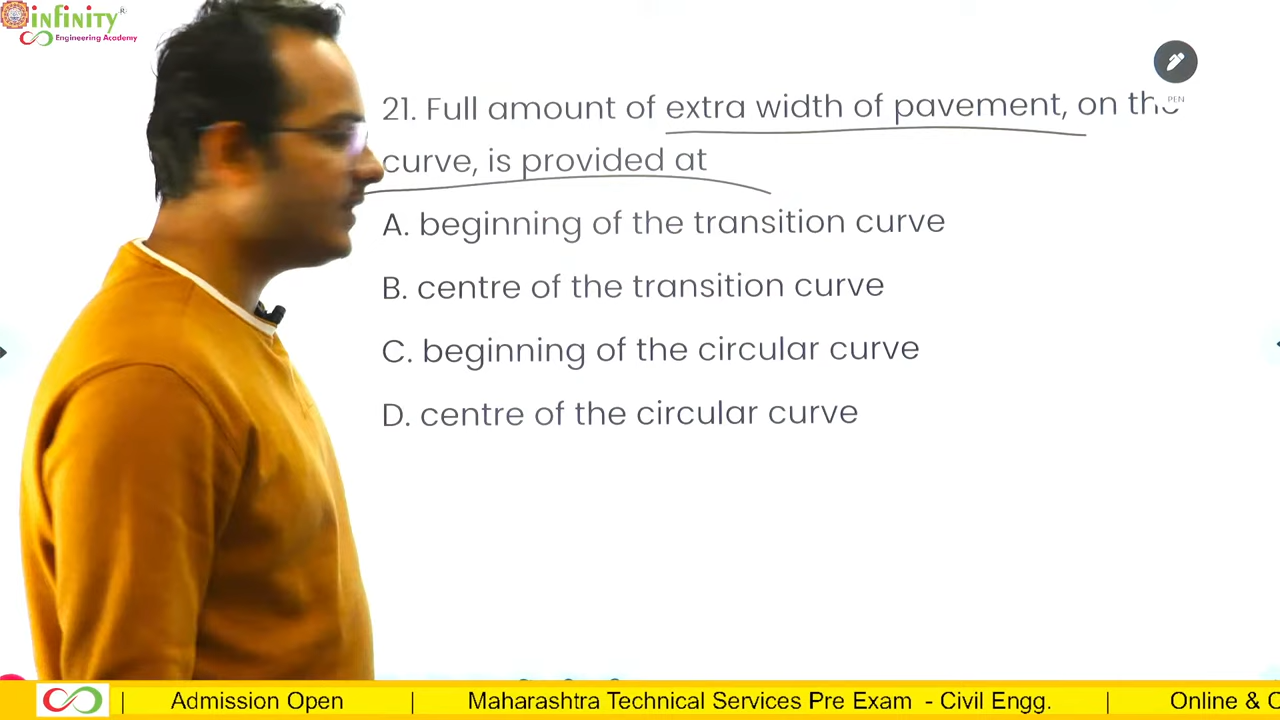 infinity
Engineering Academy
PEN
21. Full amount of extra width of pavement, on the
curve, is provided at
A. beginning of the transition curve
B. centre of the transition curve
C. beginning of the circular curve
D. centre of the circular curve
| Admission Open | Maharashtra Technical Services Pre Exam - Civil Engg. | Online &